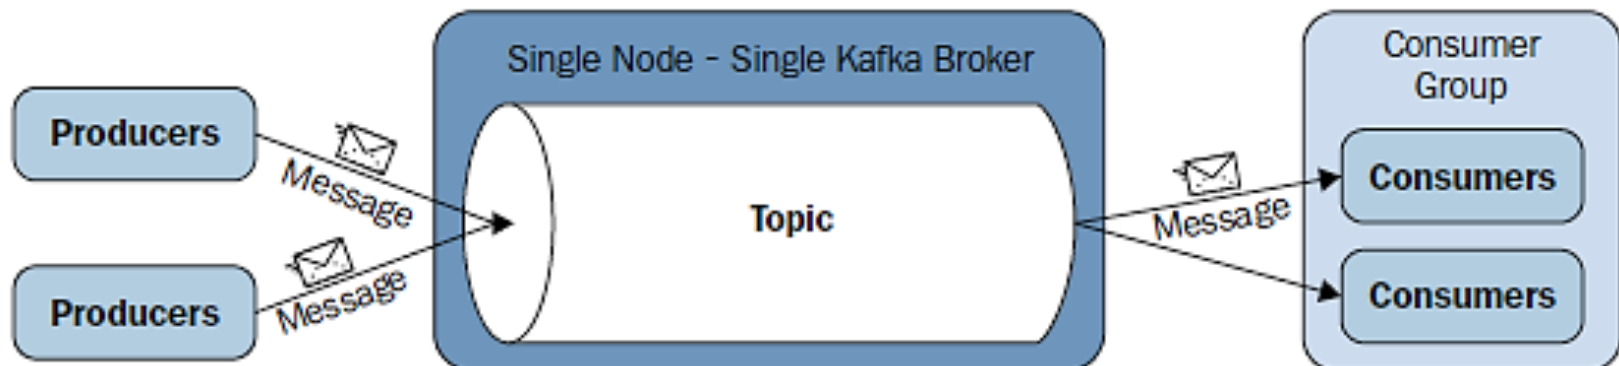 Single Node - Single Kafka Broker
Consumer
Group
Producers
Message
Topic
Message
Consumers
Producers
Message
Consumers